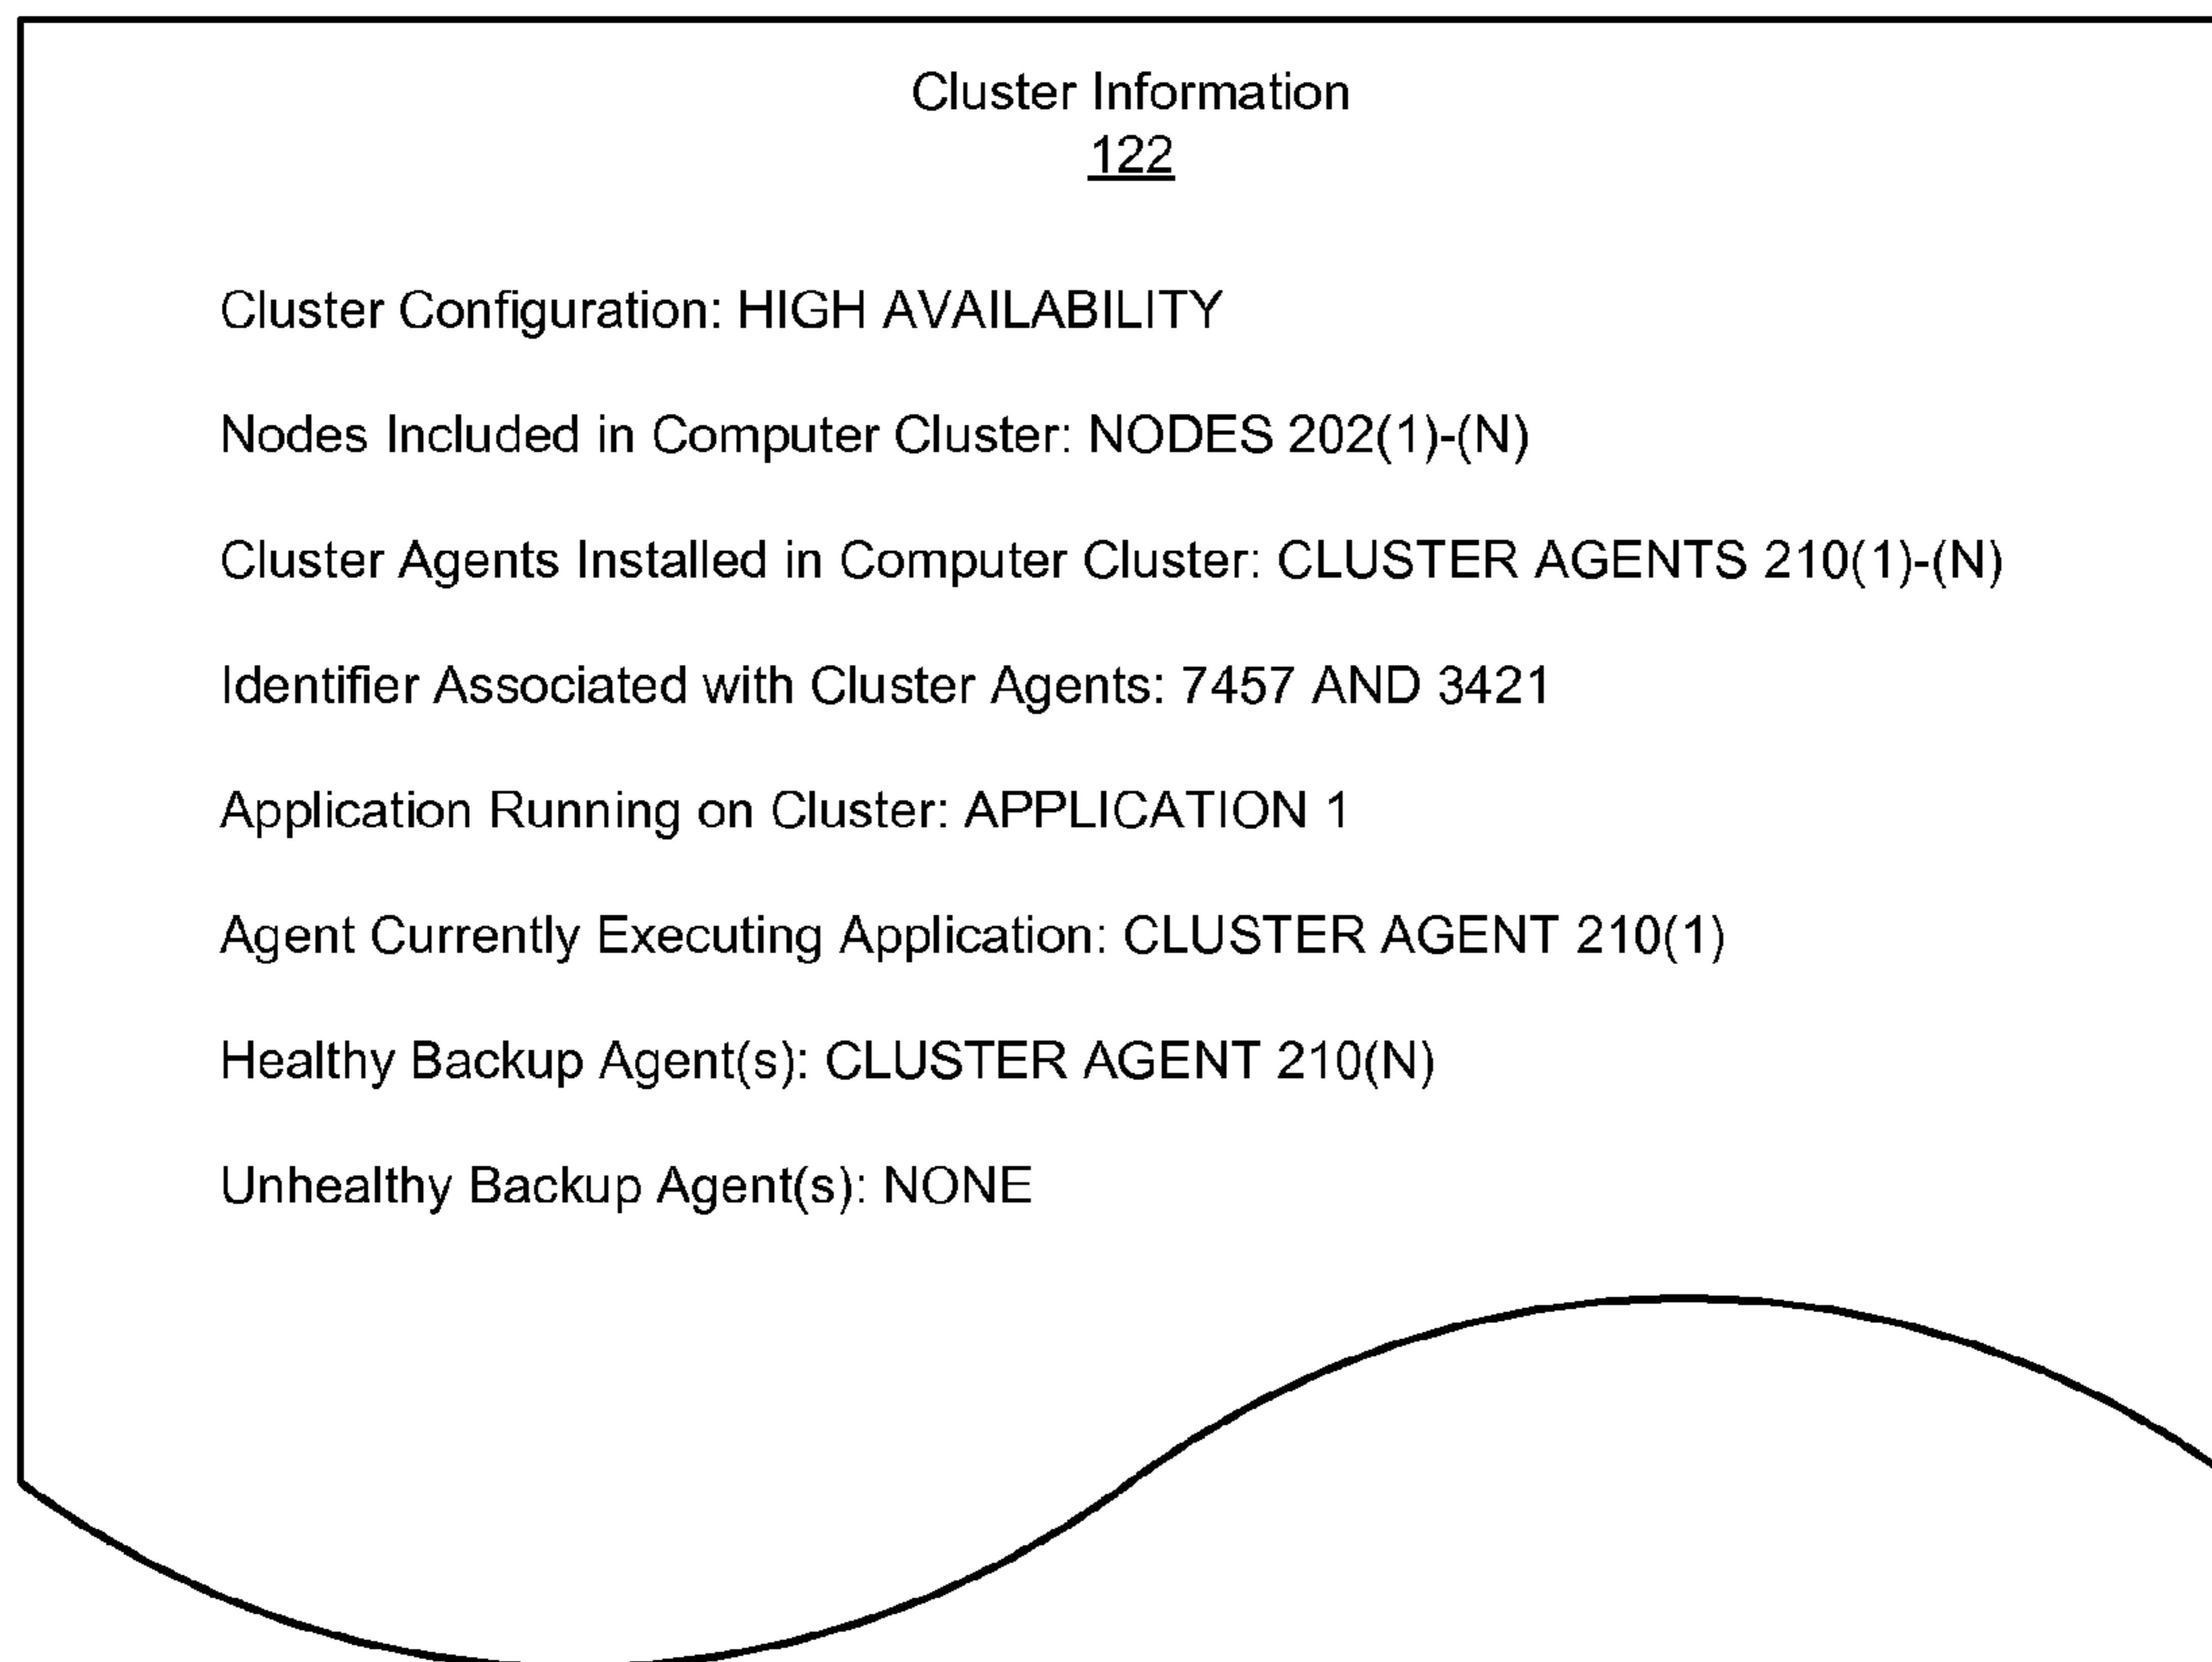 Cluster Information
122
Cluster Configuration: HIGH AVAILABILITY
Nodes Included in Computer Cluster: NODES 202(1)-(N)
Cluster Agents Installed in Computer Cluster: CLUSTER AGENTS 210(1)-(N)
Identifier Associated with Cluster Agents: 7457 AND 3421
Application Running on Cluster: APPLICATION 1
Agent Currently Executing Application: CLUSTER AGENT 210(1)
Healthy Backup Agent(s): CLUSTER AGENT 210(N)
Unhealthy Backup Agent(s): NONE